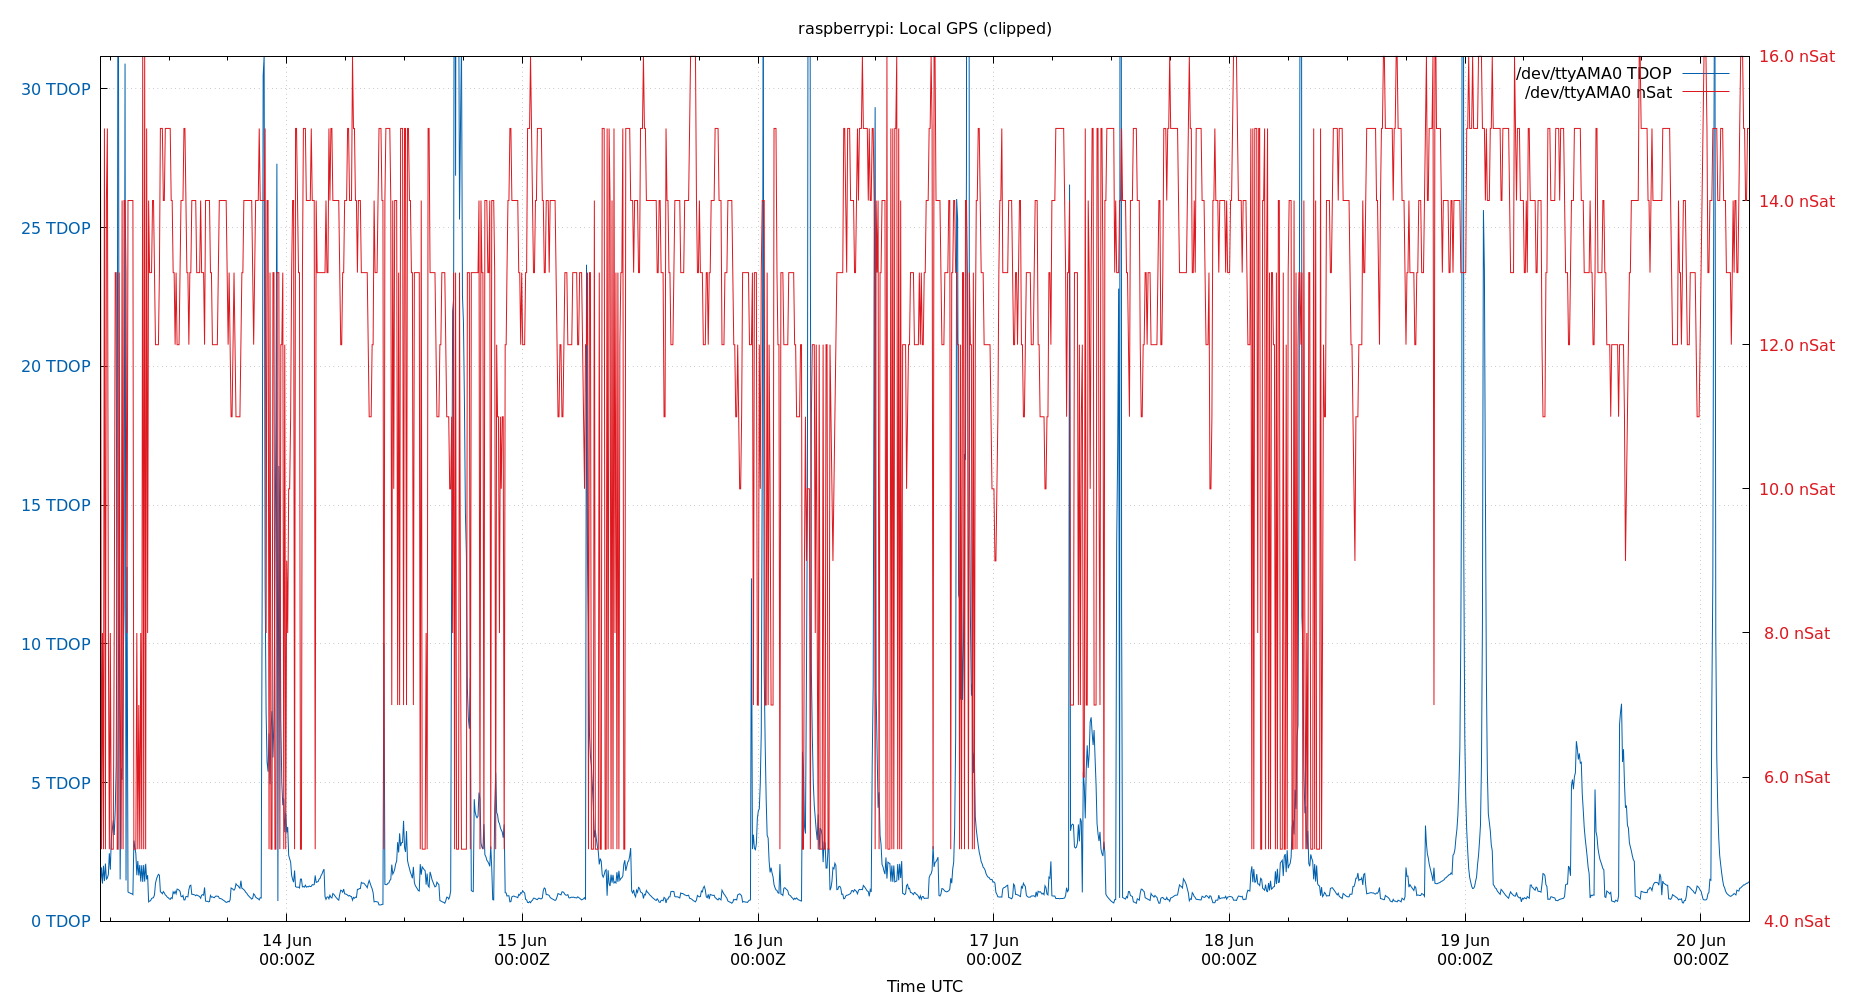 raspberrypi: Local GPS (clipped)
30 TDOP
25 TDOP
20 TDOP
15 TDOP
10 TDOP
5 TDOP
0 TDOP
16.0 nSat
14.0 nSat
12.0 nSat
10.0 nSat
8.0 nSat
6.0 nSat
4.0 nSat
/dev/ttyAMA0 TDOP
/dev/ttyAMA0 nSat
14 Jun
00:00Z
15 Jun
00:00Z
16 Jun
00:00Z
17 Jun
00:00Z
18 Jun
00:00Z
19 Jun
00:00Z
20 Jun
00:00Z
Time UTC